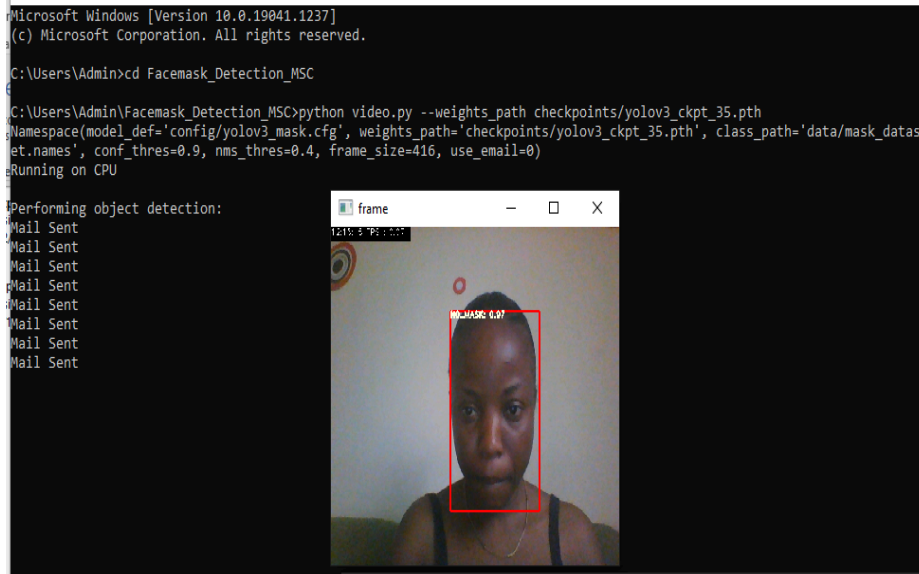 Microsoft Windows [Version 10.0.19041.1237]
(c) Microsoft Corporation. All rights reserved.
C:\Users\Admin>cd Facemask_Detection_MSC
C:\Users\Admin\Facemask_Detection_MSC>python video.py --weights_path checkpoints/yolov3_ckpt_35.pth
Namespace(model_def='config/yolov3_mask.cfg', weights_path='checkpoints/yolov3_ckpt_35.pth', class_path='data/mask_datas
et.names', conf_thres=0.9, nms_thres=0.4, frame_size=416, use_email=0)
Running on CPU
Performing object detection:
Mail Sent
Mail Sent
Mail Sent
Mail Sent
Mail Sent
Mail Sent
Mail Sent
Mail Sent
frame
NO_MASK: 0.97